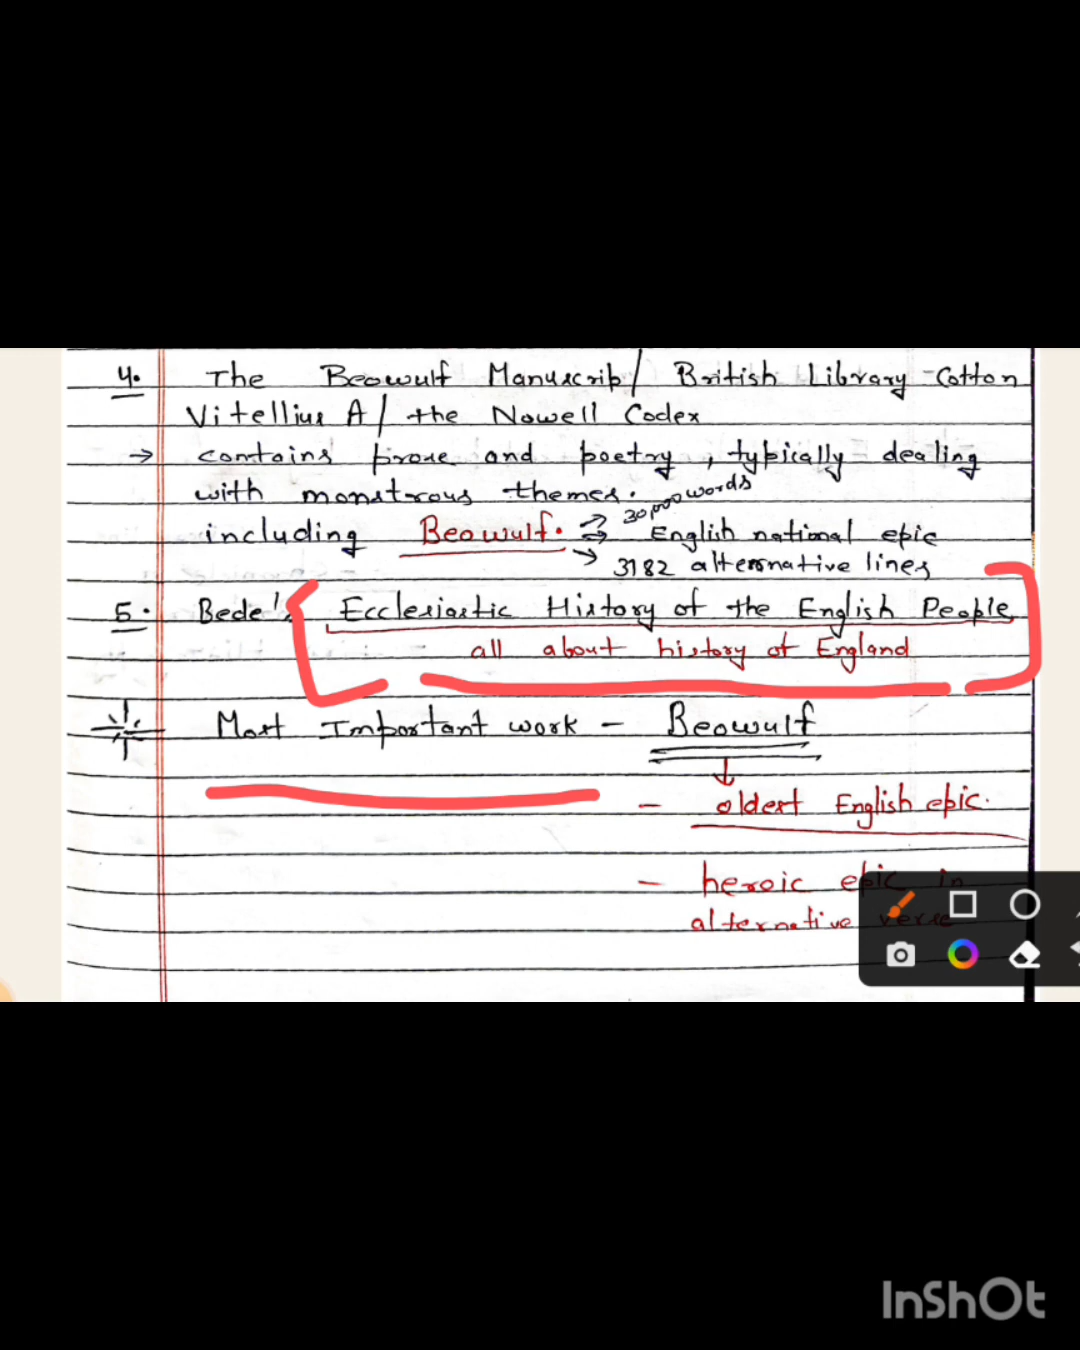 4. The Beowulf Manuscrip/ British Library Cotton
Vitellius A/ the Nowell Codex
→ contains prose and poetry, typically dealing
with monstrous themes.
30,000 words
including Beowulf. ⇒ English national epic
→ 3182 alternative lines
5. Bede's Ecclesiastic History of the English People
- all about history of England
Most Important work - Beowulf
- oldest English epic.
- heroic epic in
alternative verse
InShOt